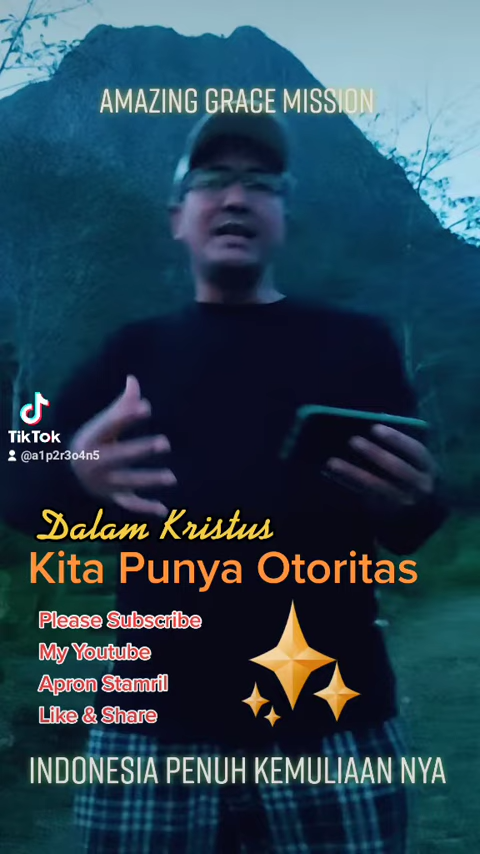 AMAZING GRACE MISSION
TikTok
@a1p2r3o4n5
Dalam Kristus
Kita Punya Otoritas
Please Subscribe
My Youtube
Apron Stamril
Like & Share
INDONESIA PENUH KEMULIAAN NYA